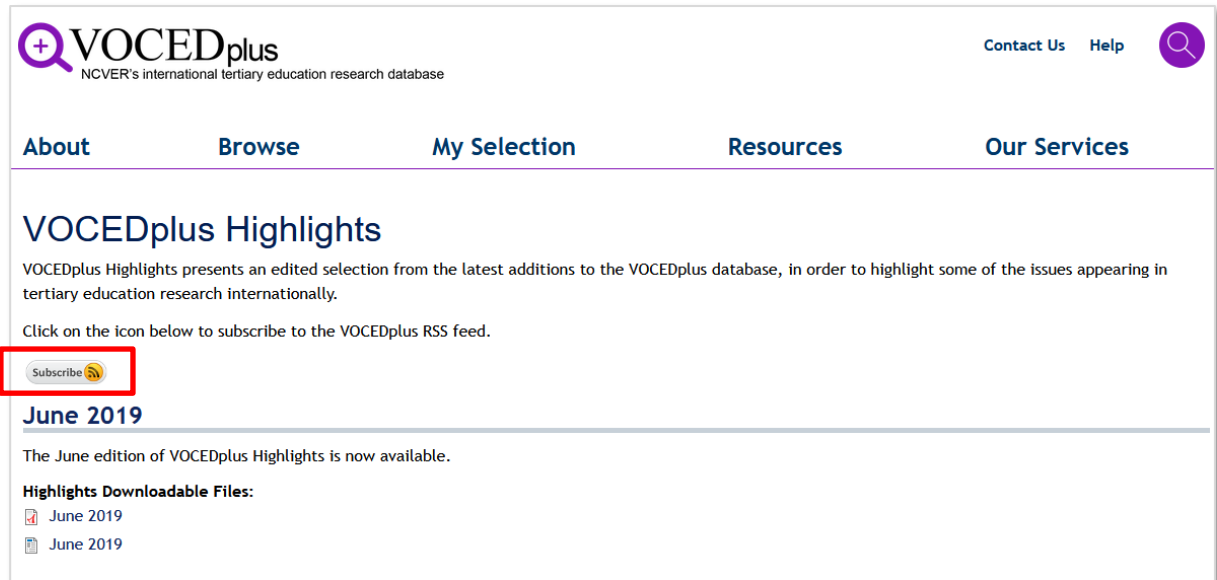 VOCEDplus
NCVER's international tertiary education research database
Contact Us Help
About Browse My Selection Resources Our Services
VOCEDplus Highlights
VOCEDplus Highlights presents an edited selection from the latest additions to the VOCEDplus database, in order to highlight some of the issues appearing in
tertiary education research internationally.
Click on the icon below to subscribe to the VOCEDplus RSS feed.
Subscribe
June 2019
The June edition of VOCEDplus Highlights is now available.
Highlights Downloadable Files:
June 2019
June 2019